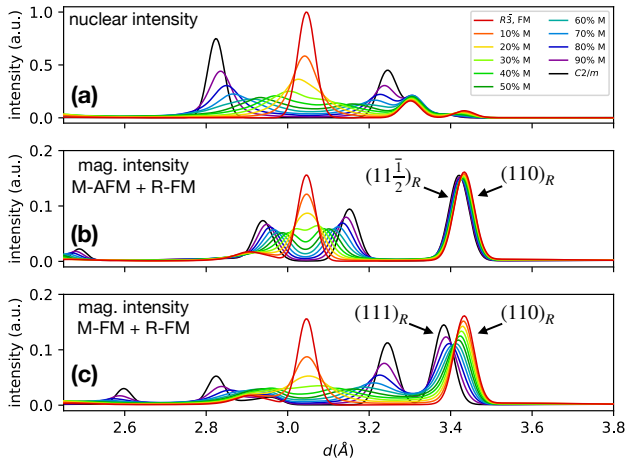 nuclear intensity
intensity (a.u.)
1.0
0.5
0.0
(a)
R3̅, FM
10% M
20% M
30% M
40% M
50% M
60% M
70% M
80% M
90% M
C2/m
mag. intensity
M-AFM + R-FM
intensity (a.u.)
0.2
0.1
0.0
(b)
(11 1̅/2)R
(110)R
mag. intensity
M-FM + R-FM
intensity (a.u.)
0.2
0.1
0.0
(c)
(111)R
(110)R
2.6 2.8 3.0 3.2 3.4 3.6 3.8
d(Å)